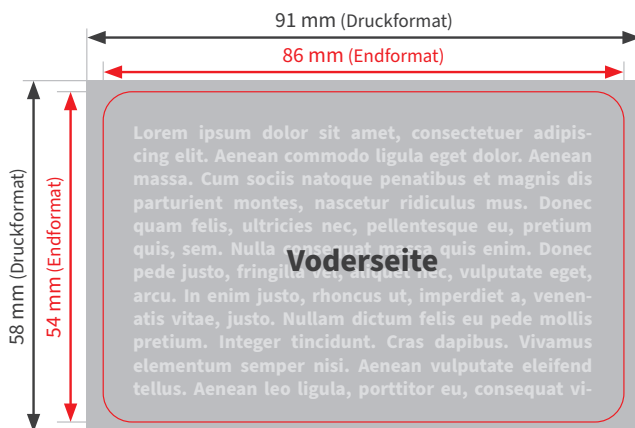 91 mm (Druckformat)
86 mm (Endformat)
58 mm (Druckformat)
54 mm (Endformat)
Lorem ipsum dolor sit amet, consectetuer adipis-
cing elit. Aenean commodo ligula eget dolor. Aenean
massa. Cum sociis natoque penatibus et magnis dis
parturient montes, nascetur ridiculus mus. Donec
quam felis, ultricies nec, pellentesque eu, pretium
quis, sem. Nulla consequat massa quis enim. Donec
Voderseite
pede justo, fringilla vel, aliquet nec, vulputate eget,
arcu. In enim justo, rhoncus ut, imperdiet a, venen-
atis vitae, justo. Nullam dictum felis eu pede mollis
pretium. Integer tincidunt. Cras dapibus. Vivamus
elementum semper nisi. Aenean vulputate eleifend
tellus. Aenean leo ligula, porttitor eu, consequat vi-